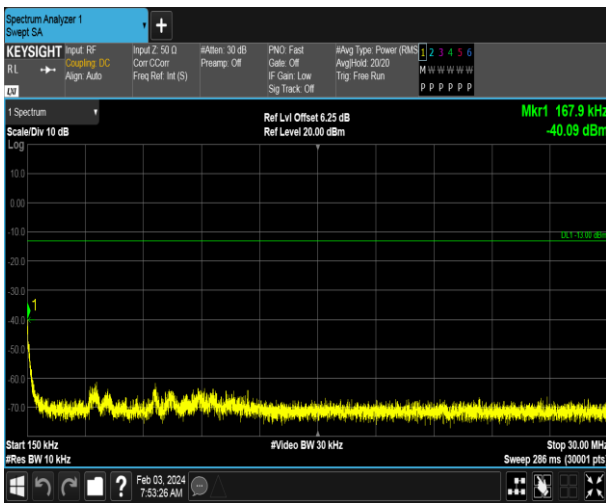 Spectrum Analyzer 1
Swept SA
+
KEYSIGHT Input: RF Input Z: 50 Ω #Atten: 30 dB PNO: Fast #Avg Type: Power (RMS 1 2 3 4 5 6
RL Coupling: DC Corr CCorr Preamp: Off Gate: Off Avg|Hold: 20/20 M W W W W W
Align: Auto Freq Ref: Int (S) IF Gain: Low Trig: Free Run
Sig Track: Off P P P P P P
1 Spectrum
Ref Lvl Offset 6.25 dB Mkr1 167.9 kHz
Scale/Div 10 dB Ref Level 20.00 dBm -40.09 dBm
Log
10.0
0.00
-10.0
DL1 -13.00 dBm
-20.0
-30.0
1
-40.0
-50.0
-60.0
-70.0
Start 150 kHz #Video BW 30 kHz Stop 30.00 MHz
#Res BW 10 kHz Sweep 286 ms (30001 pts)
? Feb 03, 2024
7:53:26 AM